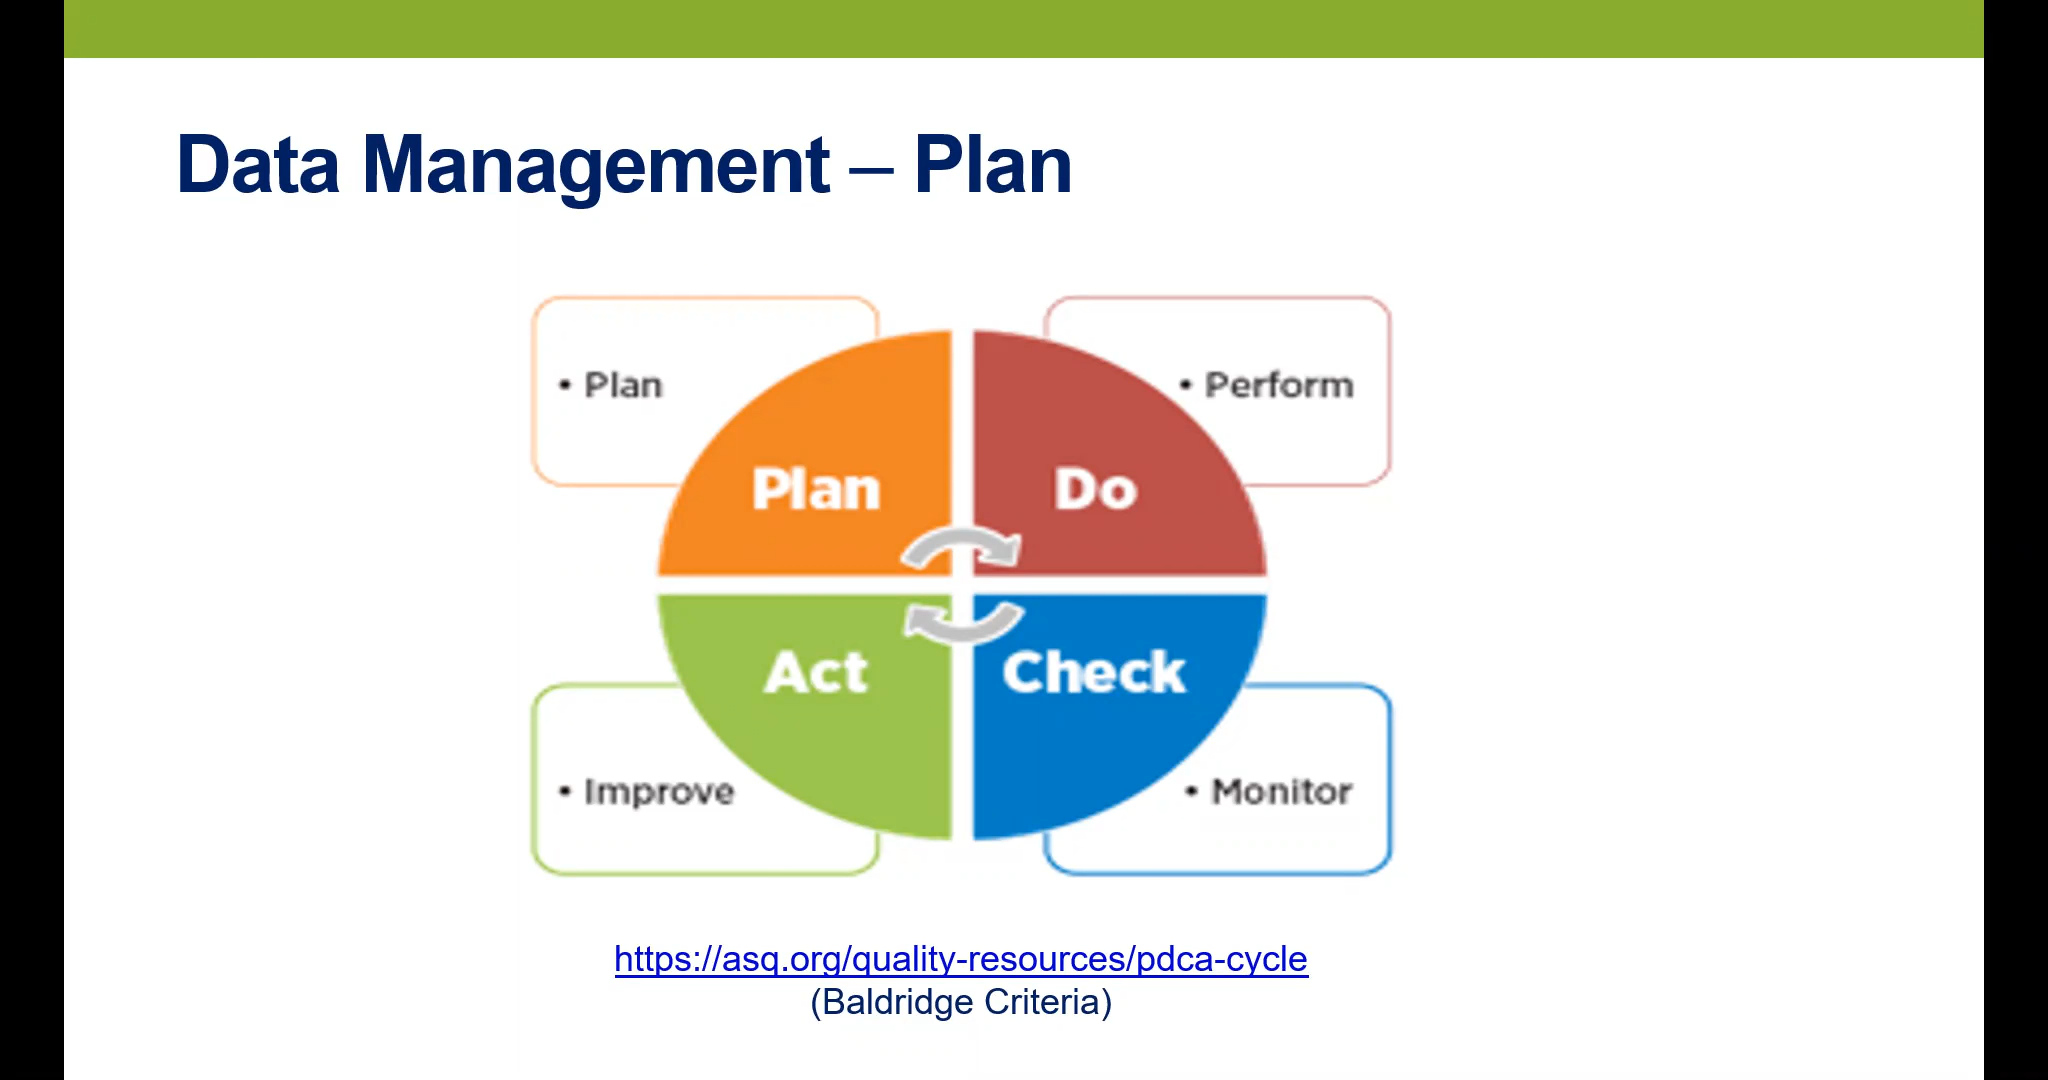 Data Management – Plan
• Plan
• Perform
Plan
Do
Act
Check
• Improve
• Monitor
https://asq.org/quality-resources/pdca-cycle
(Baldridge Criteria)